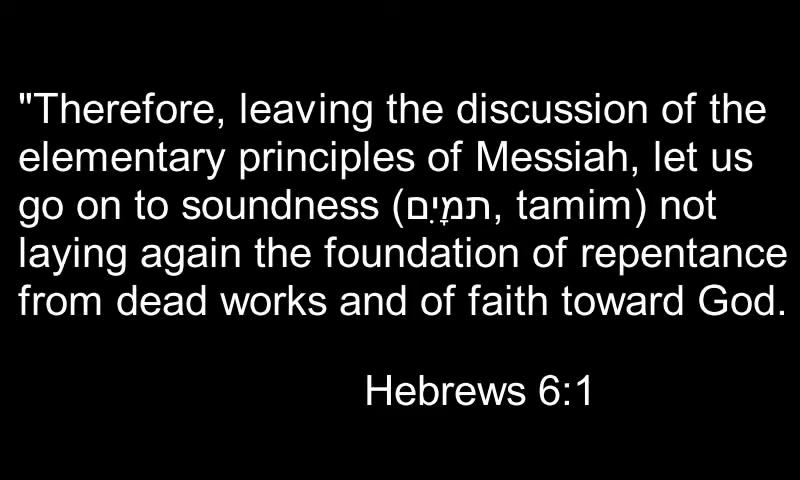 "Therefore, leaving the discussion of the
elementary principles of Messiah, let us
go on to soundness (תמָיִם, tamim) not
laying again the foundation of repentance
from dead works and of faith toward God.
Hebrews 6:1